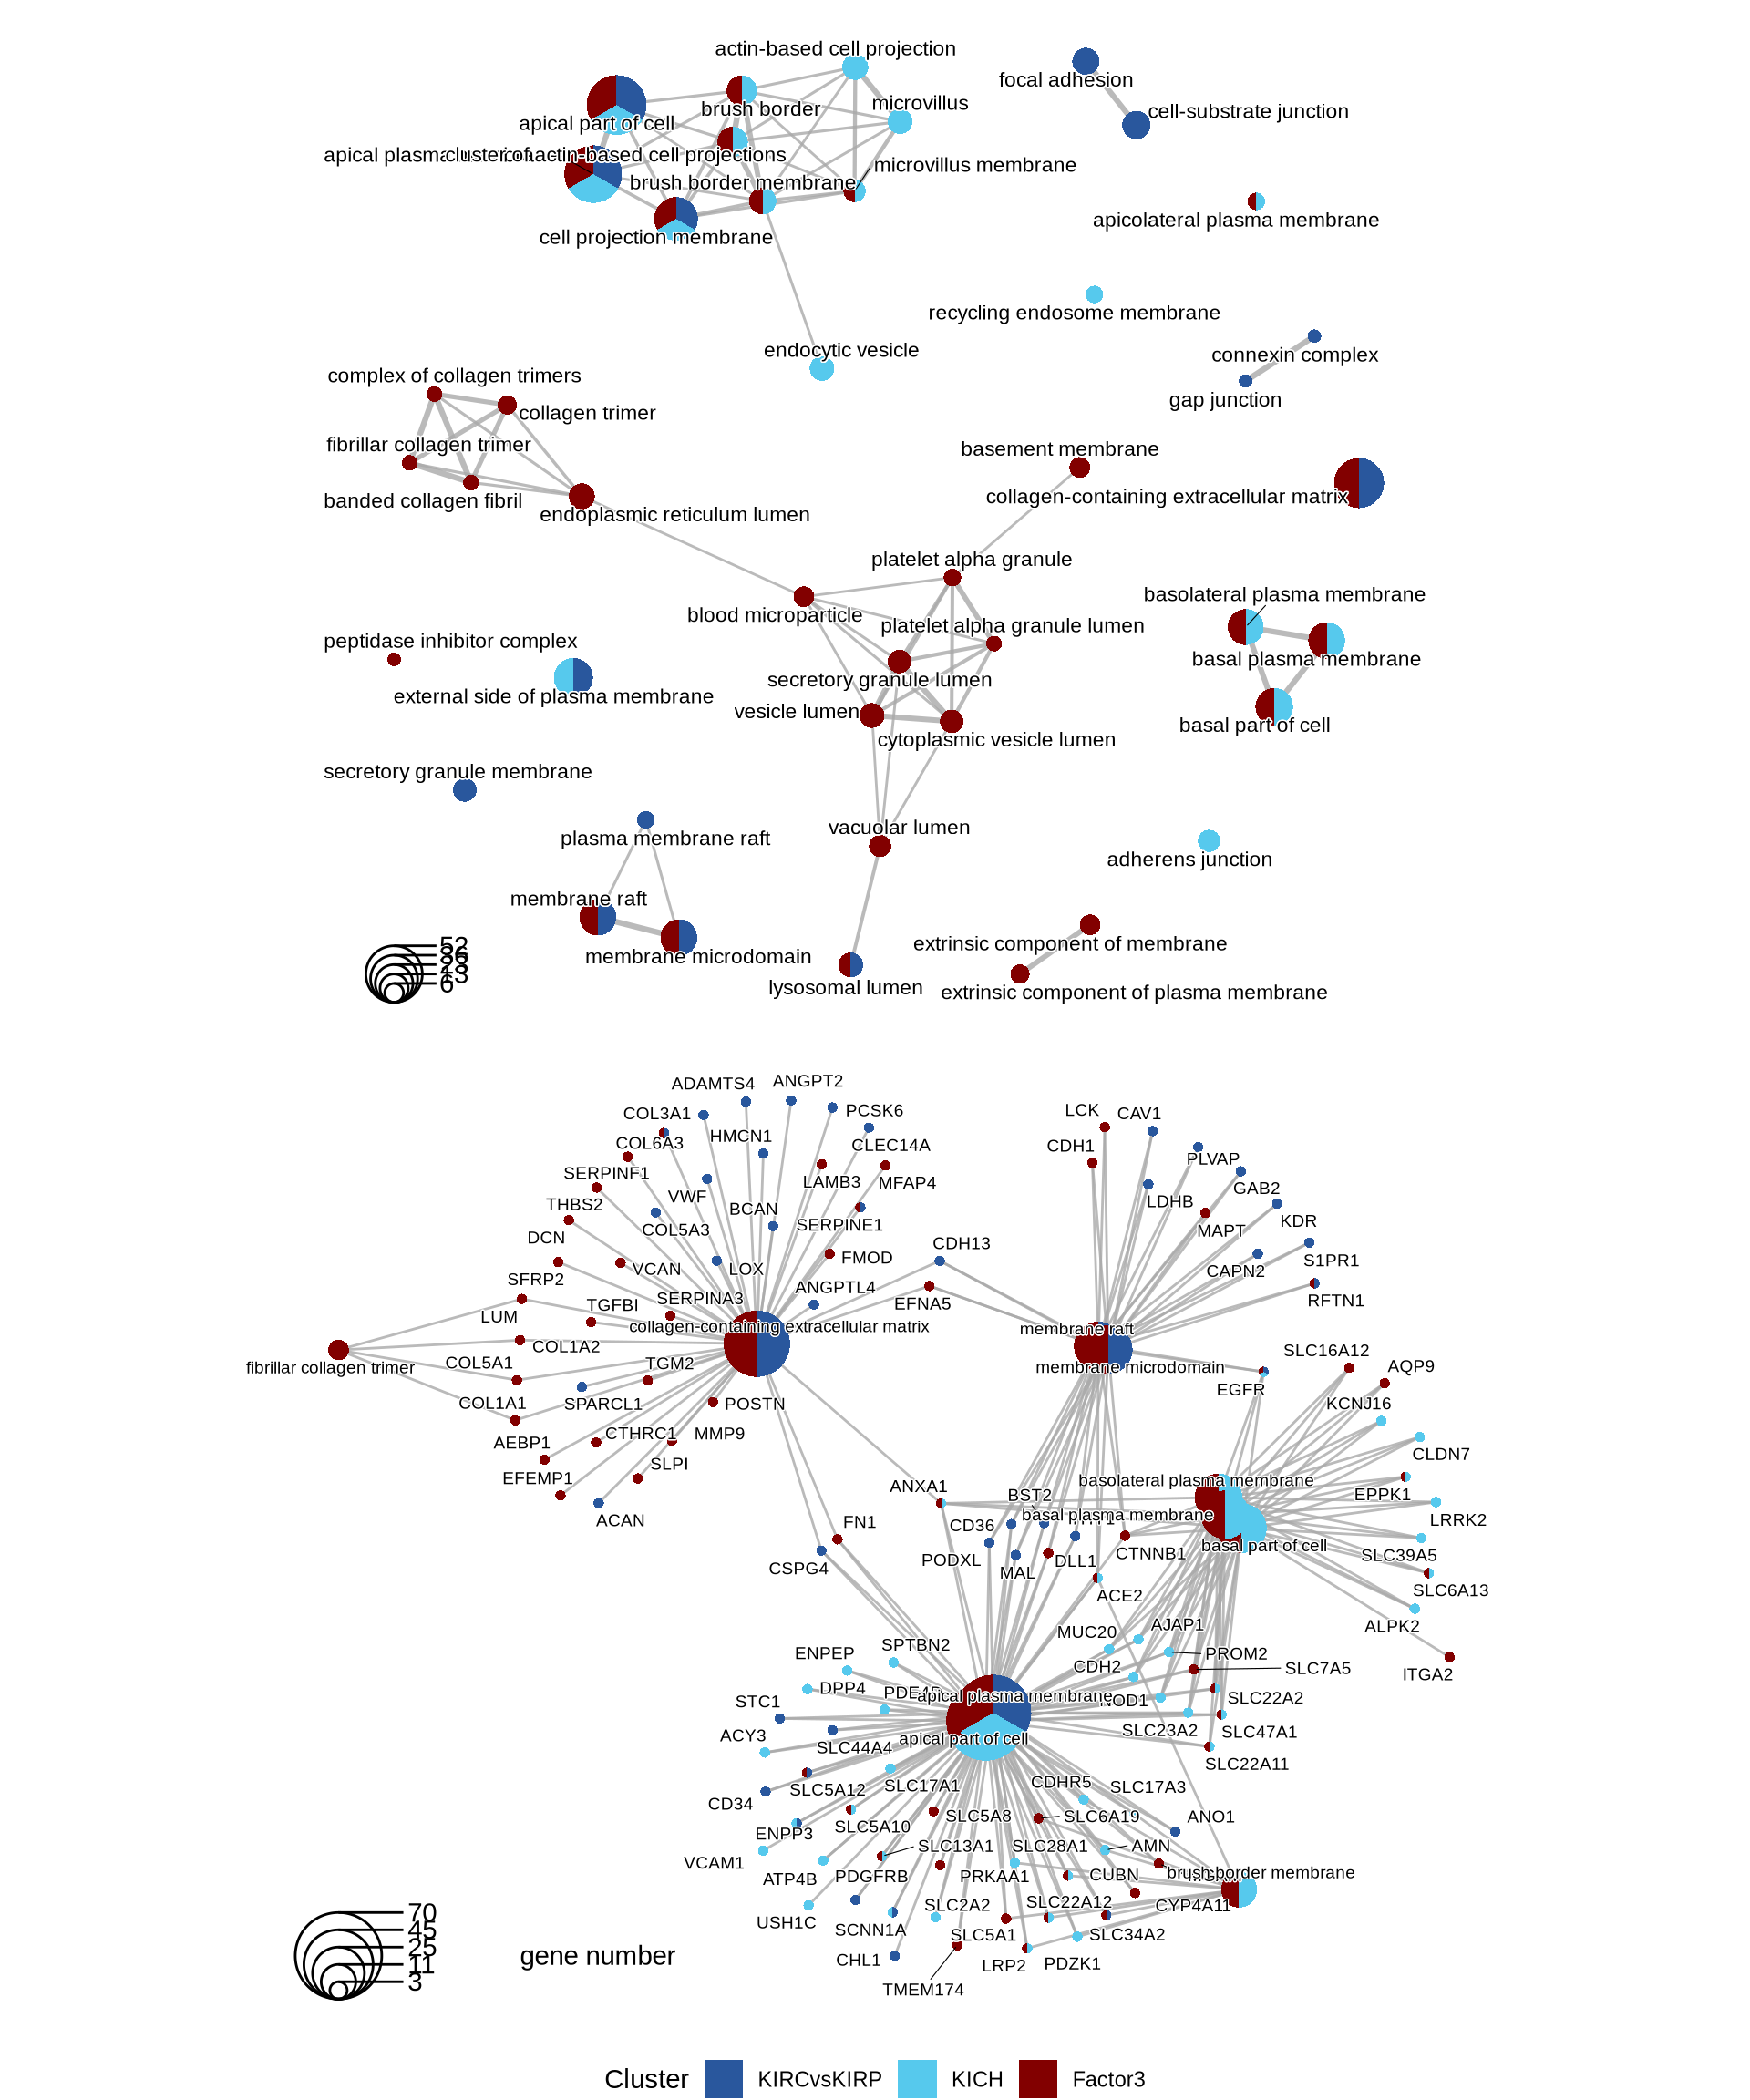 actin-based cell projection
focal adhesion
microvillus
brush border
cell-substrate junction
apical part of cell
apical plasma
cluster of actin-based cell projections
microvillus membrane
brush border membrane
apicolateral plasma membrane
cell projection membrane
recycling endosome membrane
endocytic vesicle
connexin complex
complex of collagen trimers
gap junction
collagen trimer
fibrillar collagen trimer
basement membrane
banded collagen fibril
collagen-containing extracellular matrix
endoplasmic reticulum lumen
platelet alpha granule
basolateral plasma membrane
blood microparticle
platelet alpha granule lumen
peptidase inhibitor complex
basal plasma membrane
secretory granule lumen
external side of plasma membrane
vesicle lumen
basal part of cell
cytoplasmic vesicle lumen
secretory granule membrane
vacuolar lumen
plasma membrane raft
adherens junction
membrane raft
extrinsic component of membrane
52
membrane microdomain
36
13
6
lysosomal lumen
extrinsic component of plasma membrane
ADAMTS4
ANGPT2
COL3A1
PCSK6
LCK
CAV1
HMCN1
COL6A3
CLEC14A
CDH1
PLVAP
SERPINF1
LAMB3
MFAP4
GAB2
VWF
LDHB
THBS2
BCAN
SERPINE1
KDR
COL5A3
MAPT
DCN
CDH13
FMOD
S1PR1
VCAN
LOX
CAPN2
SFRP2
ANGPTL4
SERPINA3
RFTN1
TGFBI
EFNA5
LUM
collagen-containing extracellular matrix
membrane raft
COL1A2
SLC16A12
COL5A1
TGM2
fibrillar collagen trimer
membrane microdomain
AQP9
EGFR
COL1A1
SPARCL1
POSTN
KCNJ16
CTHRC1
MMP9
AEBP1
CLDN7
SLPI
EFEMP1
basolateral plasma membrane
ANXA1
BST2
EPPK1
basal plasma membrane
ACAN
FN1
CD36
LRRK2
basal part of cell
CTNNB1
SLC39A5
PODXL
DLL1
CSPG4
MAL
SLC6A13
ACE2
AJAP1
ALPK2
MUC20
SPTBN2
ENPEP
PROM2
CDH2
SLC7A5
ITGA2
DPP4
apical plasma membrane
NOD1
SLC22A2
STC1
SLC23A2
SLC47A1
ACY3
apical part of cell
SLC44A4
SLC22A11
CDHR5
SLC17A1
SLC17A3
SLC5A12
CD34
SLC5A8
SLC6A19
ANO1
SLC5A10
ENPP3
SLC13A1
SLC28A1
AMN
VCAM1
ATP4B
PDGFRB
PRKAA1
CUBN
brush border membrane
SLC2A2
SLC22A12
CYP4A11
70
USH1C
SCNN1A
45
SLC5A1
SLC34A2
25
gene number
CHL1
LRP2
PDZK1
11
3
TMEM174
Cluster
KIRCvsKIRP
KICH
Factor3